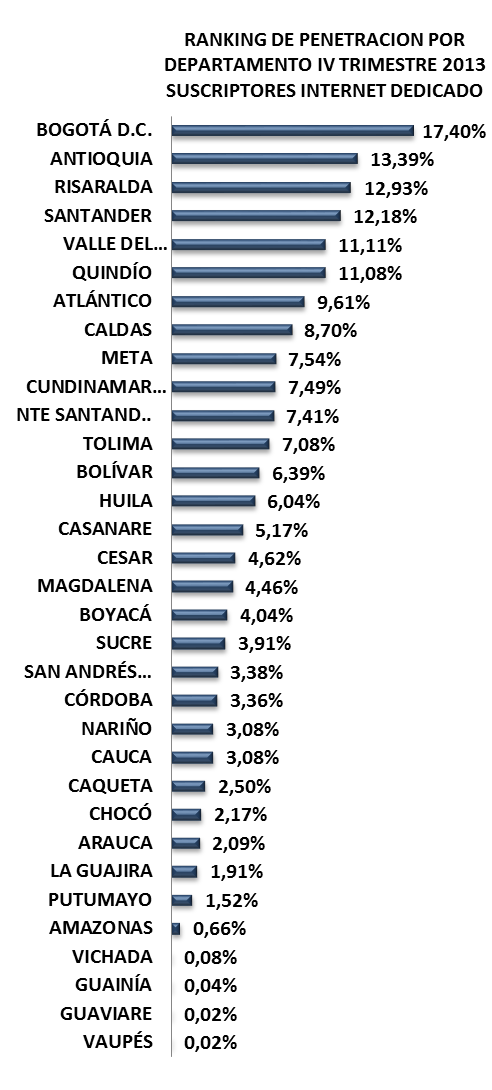 RANKING DE PENETRACION POR
DEPARTAMENTO IV TRIMESTRE 2013
SUSCRIPTORES INTERNET DEDICADO
BOGOTÁ D.C. 17,40%
ANTIOQUIA 13,39%
RISARALDA 12,93%
SANTANDER 12,18%
VALLE DEL... 11,11%
QUINDÍO 11,08%
ATLÁNTICO 9,61%
CALDAS 8,70%
META 7,54%
CUNDINAMAR... 7,49%
NTE SANTAND.. 7,41%
TOLIMA 7,08%
BOLÍVAR 6,39%
HUILA 6,04%
CASANARE 5,17%
CESAR 4,62%
MAGDALENA 4,46%
BOYACÁ 4,04%
SUCRE 3,91%
SAN ANDRÉS... 3,38%
CÓRDOBA 3,36%
NARIÑO 3,08%
CAUCA 3,08%
CAQUETA 2,50%
CHOCÓ 2,17%
ARAUCA 2,09%
LA GUAJIRA 1,91%
PUTUMAYO 1,52%
AMAZONAS 0,66%
VICHADA 0,08%
GUAINÍA 0,04%
GUAVIARE 0,02%
VAUPÉS 0,02%